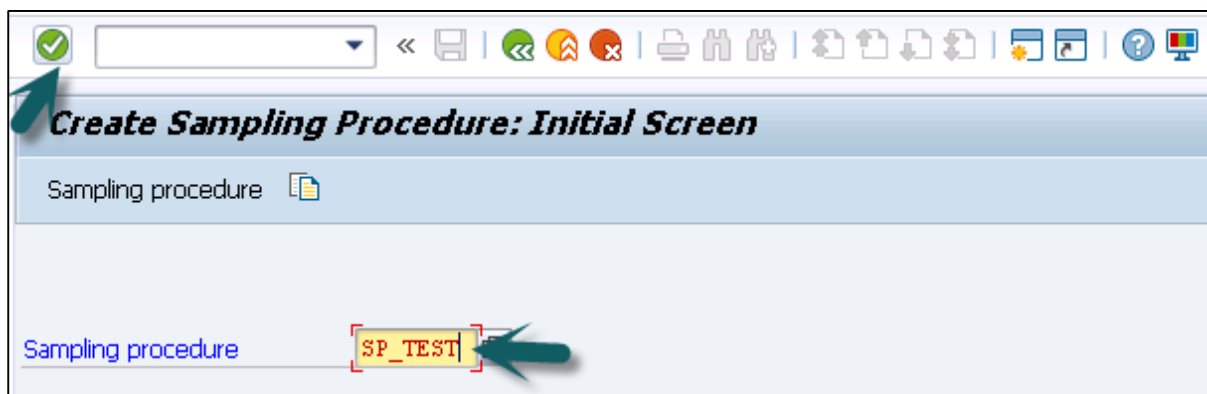 Create Sampling Procedure: Initial Screen
Sampling procedure
Sampling procedure SP_TEST